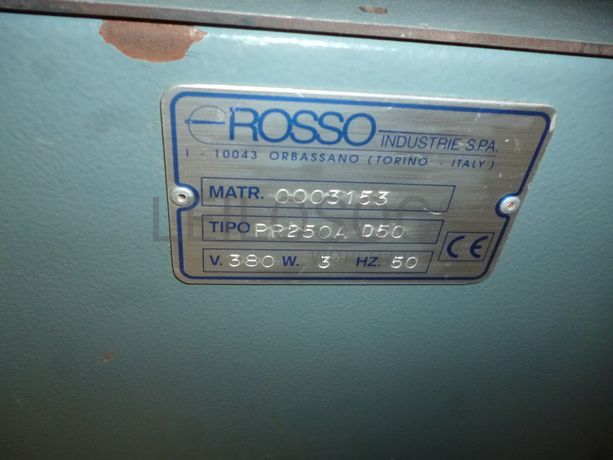 ROSSO INDUSTRIE S.P.A.
I - 10043 ORBASSANO (TORINO - ITALY)
MATR. 0003153
TIPO PR250A D50
V. 380 W. 3 HZ. 50
CE